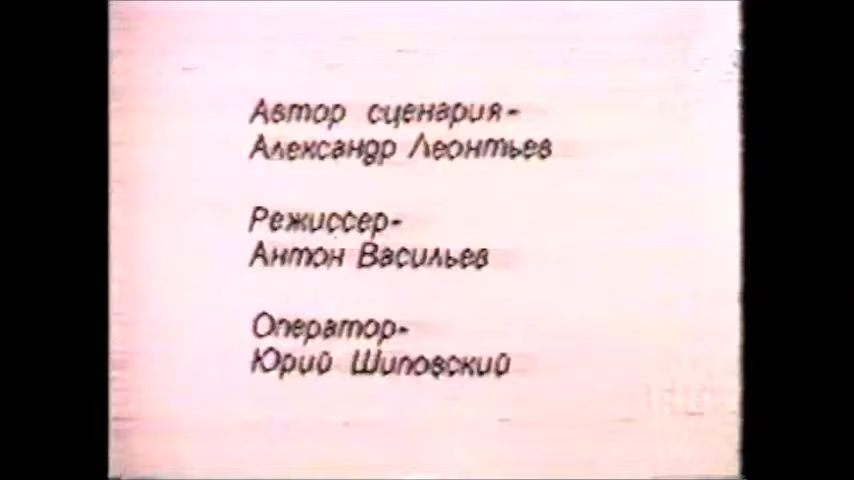 Автор сценария-
Александр Леонтьев
Режиссер-
Антон Васильев
Оператор-
Юрий Шиповский